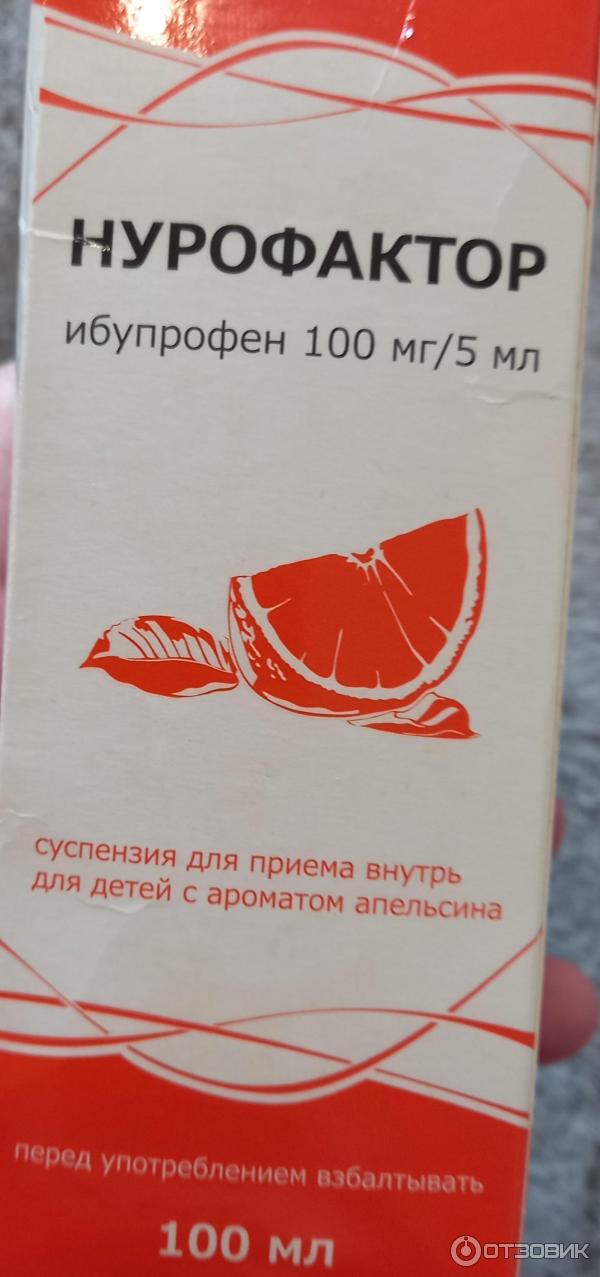 НУРОФАКТОР
ибупрофен 100 мг/5 мл
суспензия для приема внутрь
для детей с ароматом апельсина
перед употреблением взбалтывать
100 мл
ОТЗОВИК